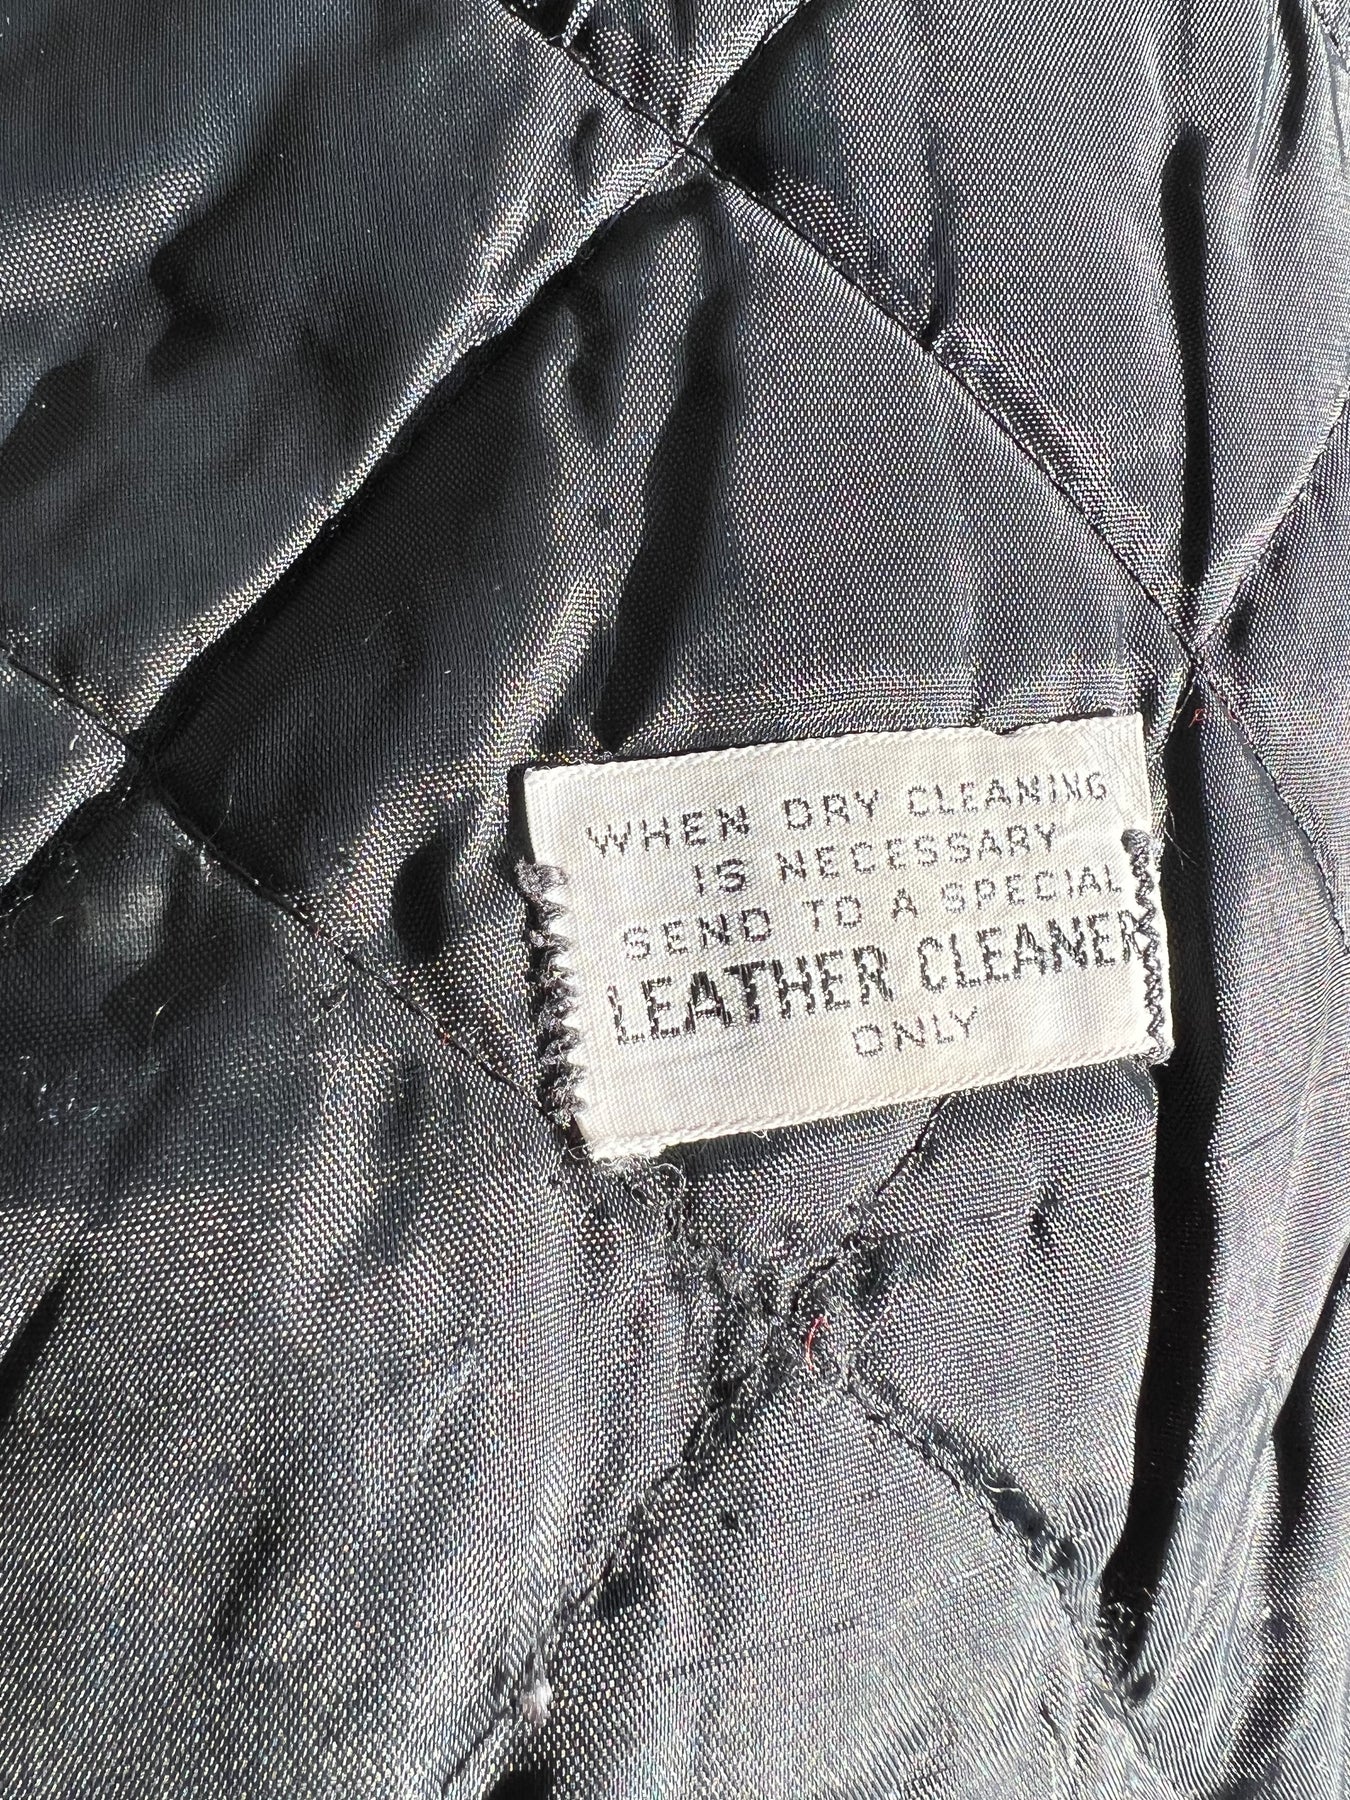 WHEN DRY CLEANING
IS NECESSARY
SEND TO A SPECIAL
LEATHER CLEANER
ONLY